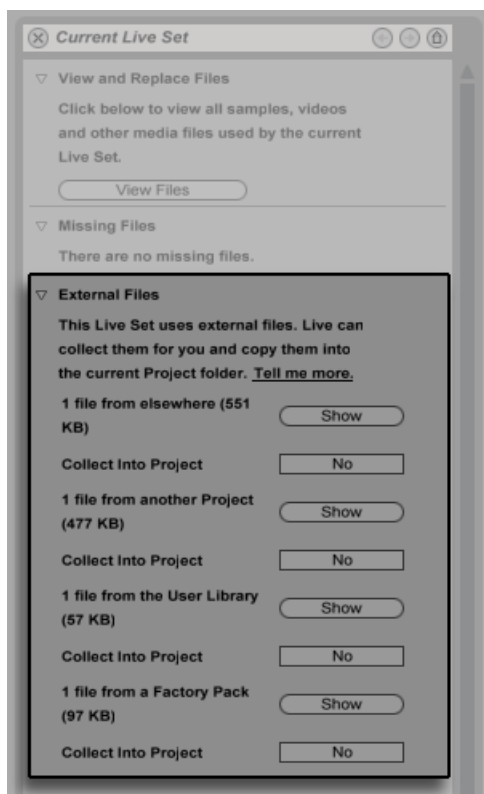 Current Live Set
View and Replace Files
Click below to view all samples, videos
and other media files used by the current
Live Set.
View Files
Missing Files
There are no missing files.
External Files
This Live Set uses external files. Live can
collect them for you and copy them into
the current Project folder. Tell me more.
1 file from elsewhere (551
KB)
Show
Collect Into Project
No
1 file from another Project
(477 KB)
Show
Collect Into Project
No
1 file from the User Library
(57 KB)
Show
Collect Into Project
No
1 file from a Factory Pack
(97 KB)
Show
Collect Into Project
No